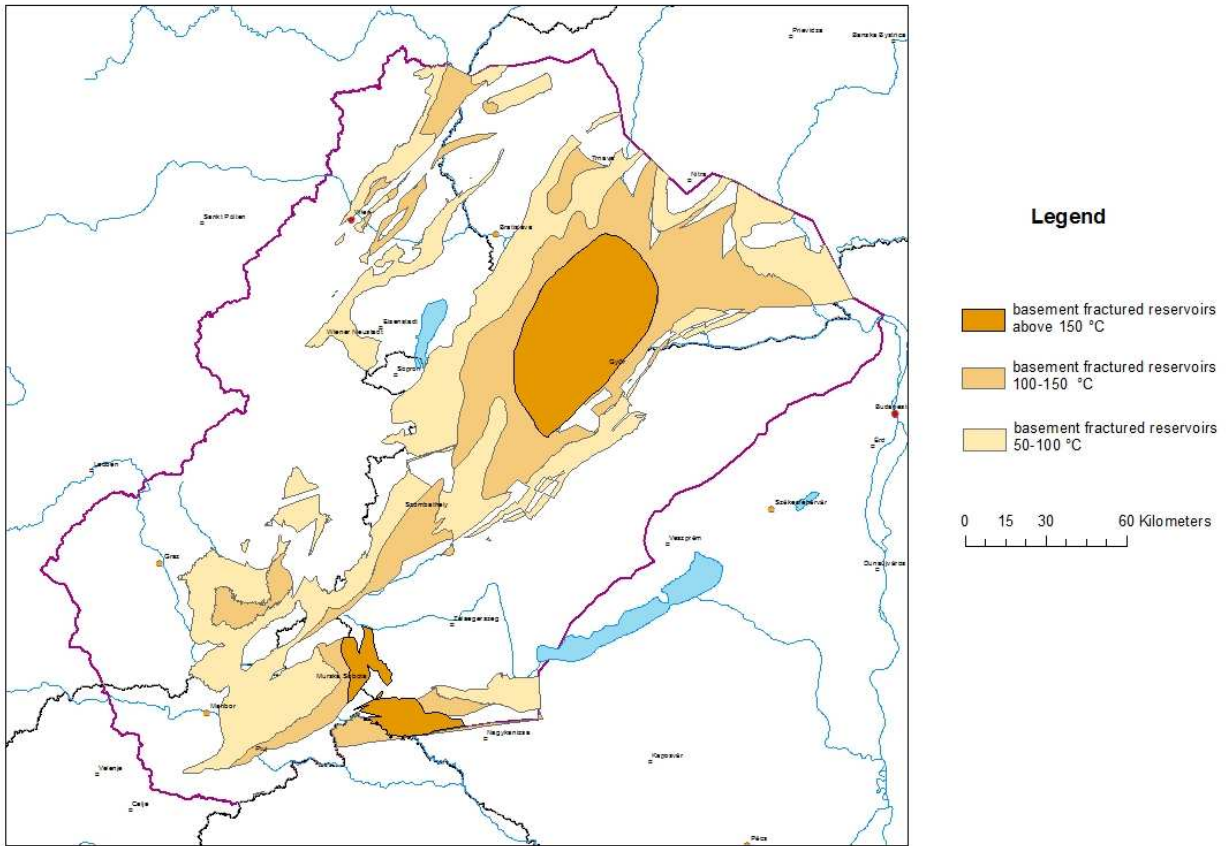 Prievidza
Banska Bystrica
Trnava
Nitra
Sankt Pölten
Wien
Bratislava
Eisenstadt
Wiener Neustadt
Sopron
Győr
Budapest
Erd
Leoben
Szombathely
Székesfehérvár
Graz
Veszprém
Dunaújváros
Zalaegerszeg
Murska Sobota
Maribor
Nagykanizsa
Ptuj
Kaposvár
Velenje
Celje
Pécs
Legend
basement fractured reservoirs
above 150 °C
basement fractured reservoirs
100-150 °C
basement fractured reservoirs
50-100 °C
0 15 30 60 Kilometers